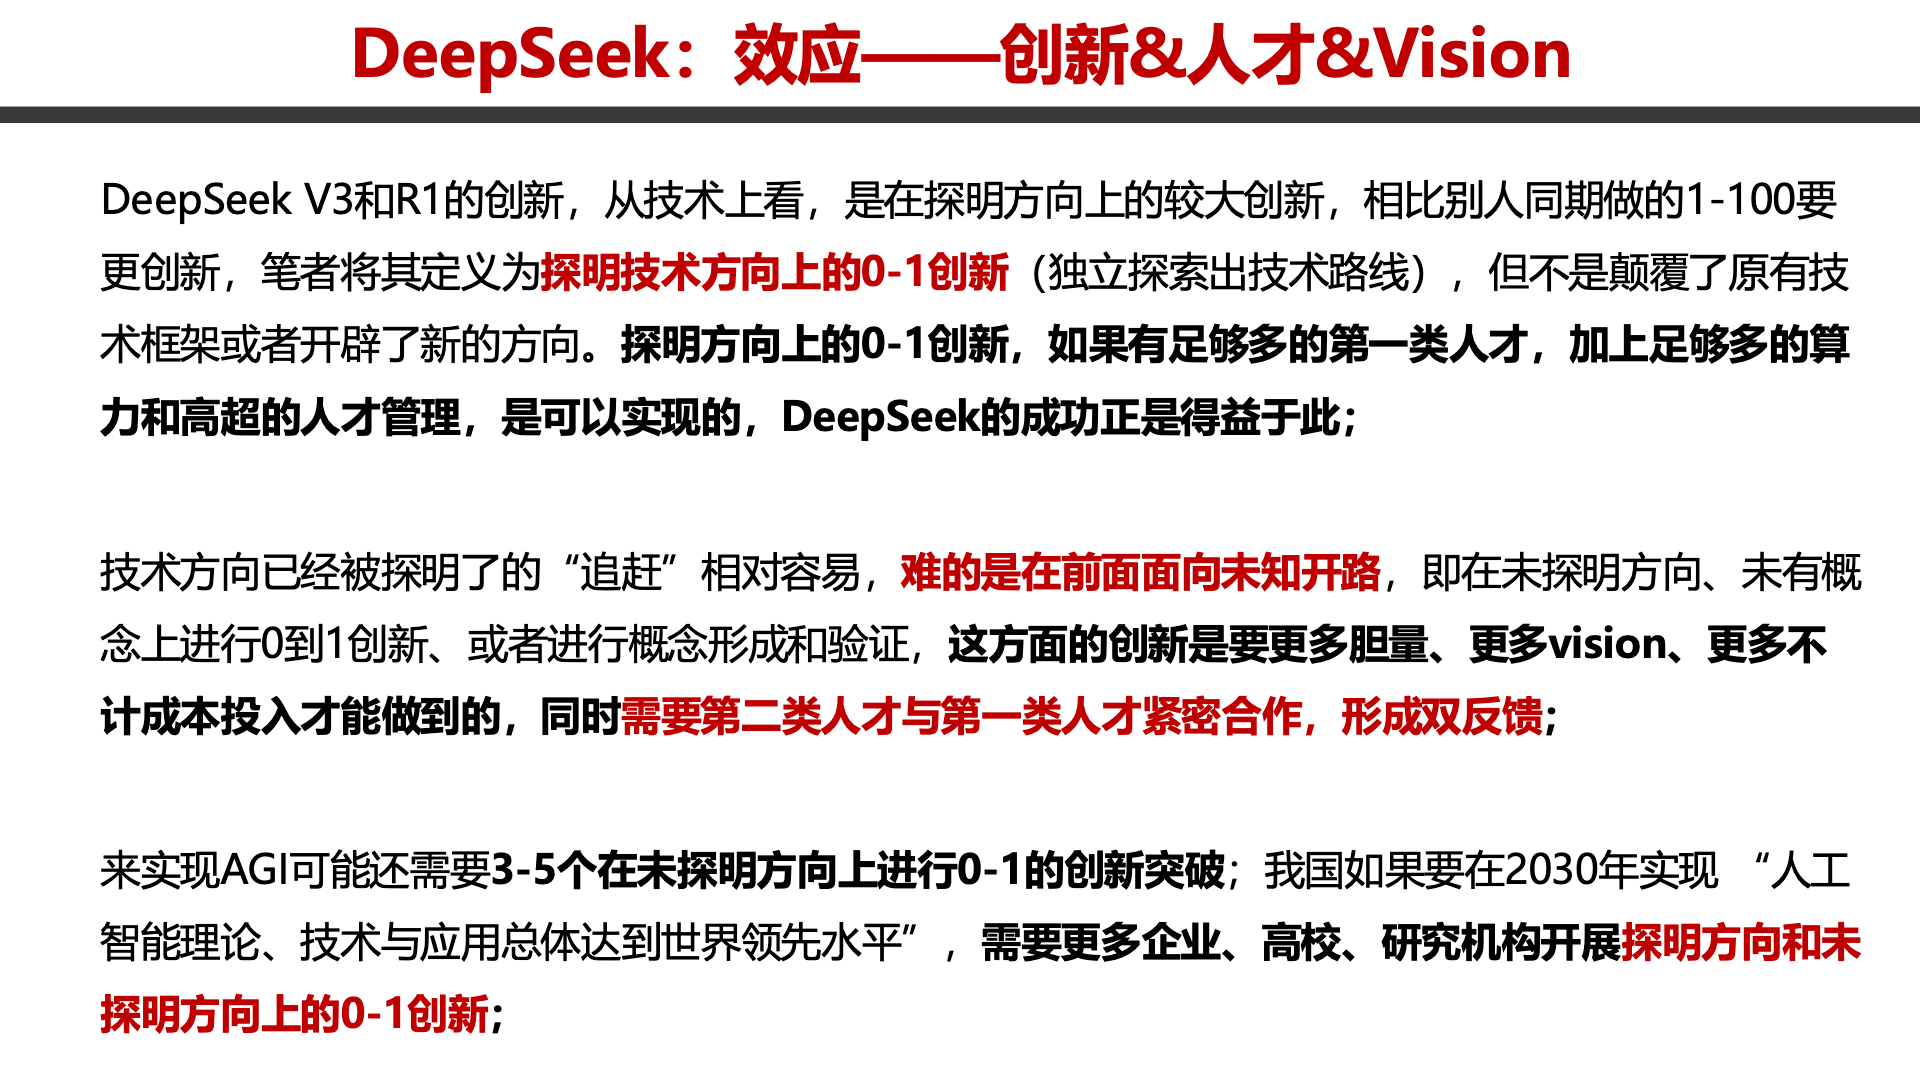 DeepSeek：效应——创新&人才&Vision
DeepSeek V3和R1的创新，从技术上看，是在探明方向上的较大创新，相比别人同期做的1-100要
更创新，笔者将其定义为探明技术方向上的0-1创新（独立探索出技术路线），但不是颠覆了原有技
术框架或者开辟了新的方向。探明方向上的0-1创新，如果有足够多的第一类人才，加上足够多的算
力和高超的人才管理，是可以实现的，DeepSeek的成功正是得益于此；
技术方向已经被探明了的“追赶”相对容易，难的是在前面面向未知开路，即在未探明方向、未有概
念上进行0到1创新、或者进行概念形成和验证，这方面的创新是要更多胆量、更多vision、更多不
计成本投入才能做到的，同时需要第二类人才与第一类人才紧密合作，形成双反馈；
来实现AGI可能还需要3-5个在未探明方向上进行0-1的创新突破；我国如果要在2030年实现 “人工
智能理论、技术与应用总体达到世界领先水平”，需要更多企业、高校、研究机构开展探明方向和未
探明方向上的0-1创新；